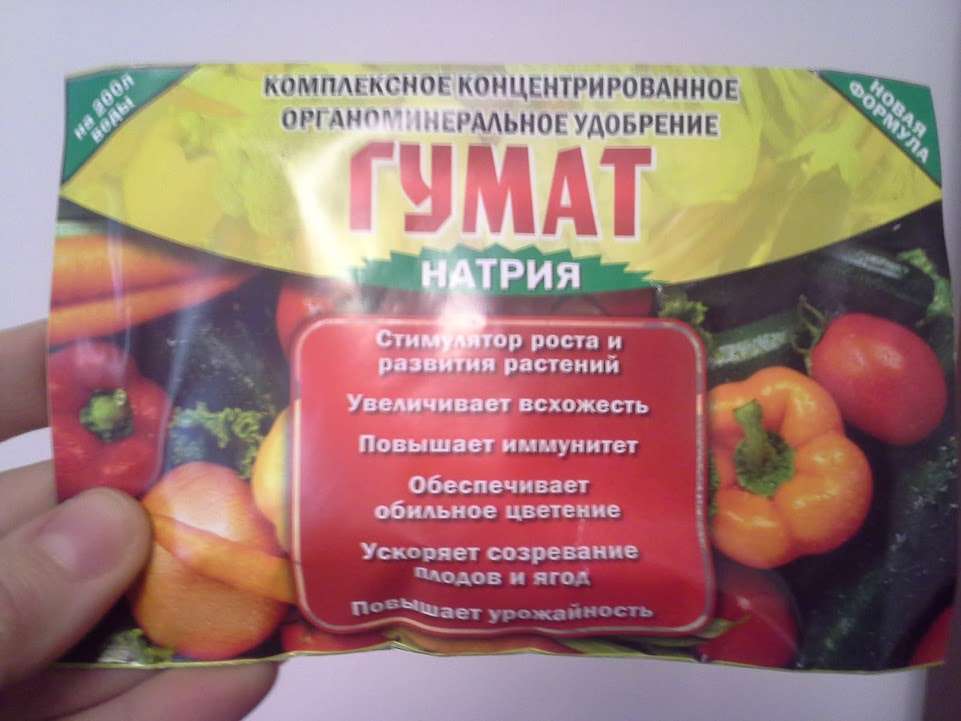 на 200л
воды
КОМПЛЕКСНОЕ КОНЦЕНТРИРОВАННОЕ
ОРГАНОМИНЕРАЛЬНОЕ УДОБРЕНИЕ
НОВАЯ
ФОРМУЛА
ГУМАТ
НАТРИЯ
Стимулятор роста и
развития растений
Увеличивает всхожесть
Повышает иммунитет
Обеспечивает
обильное цветение
Ускоряет созревание
плодов и ягод
Повышает урожайность